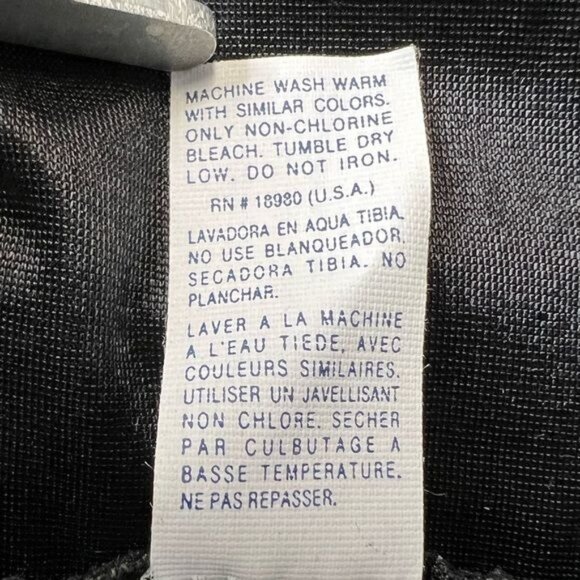 MACHINE WASH WARM
WITH SIMILAR COLORS.
ONLY NON-CHLORINE
BLEACH. TUMBLE DRY
LOW. DO NOT IRON.
RN # 18980 (U.S.A.)
LAVADORA EN AQUA TIBIA.
NO USE BLANQUEADOR.
SECADORA TIBIA. NO
PLANCHAR.
LAVER A LA MACHINE
A L'EAU TIEDE, AVEC
COULEURS SIMILAIRES.
UTILISER UN JAVELLISANT
NON CHLORE. SECHER
PAR CULBUTAGE A
BASSE TEMPERATURE.
NE PAS REPASSER.